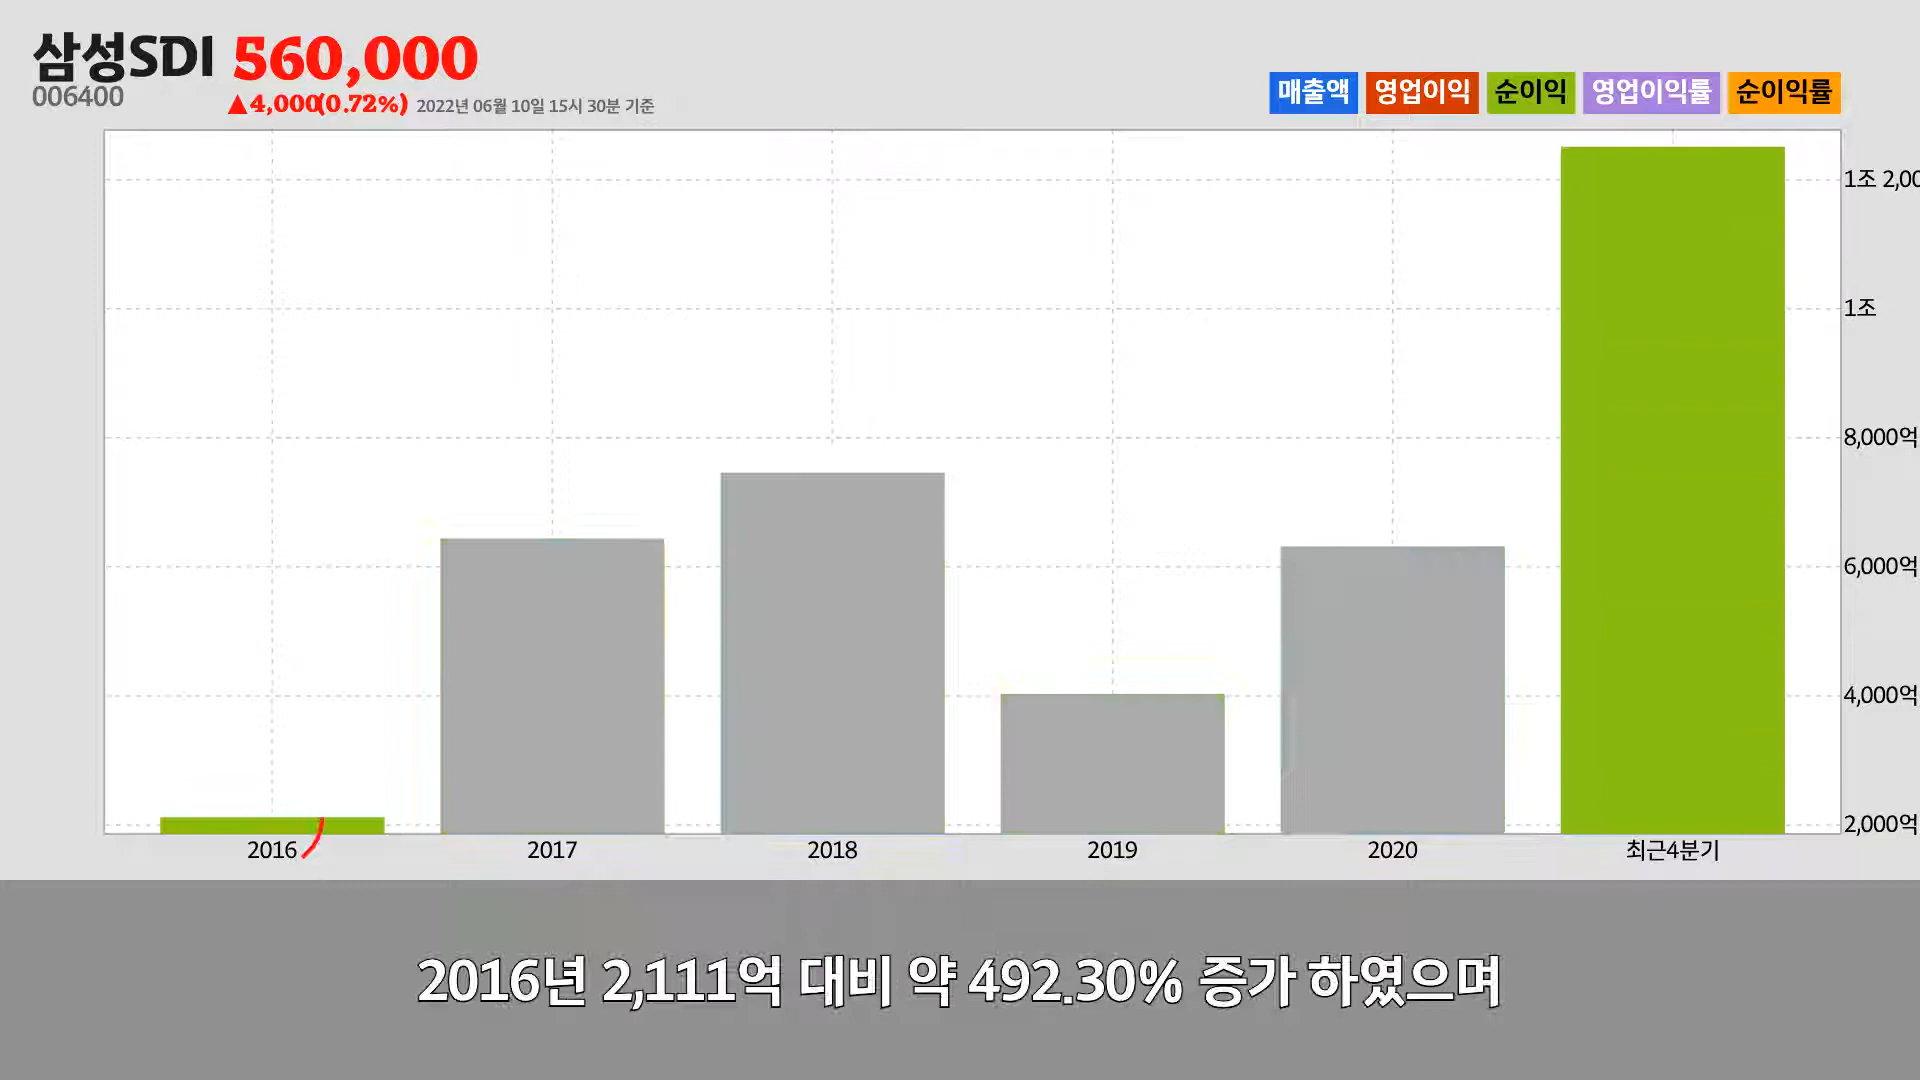 삼성SDI 560,000
006400
▲4,000(0.72%) 2022년 06월 10일 15시 30분 기준
매출액 영업이익 순이익 영업이익률 순이익률
1조 2,00
1조
8,000억
6,000억
4,000억
2,000억
2016 2017 2018 2019 2020 최근4분기
2016년 2,111억 대비 약 492.30% 증가 하였으며